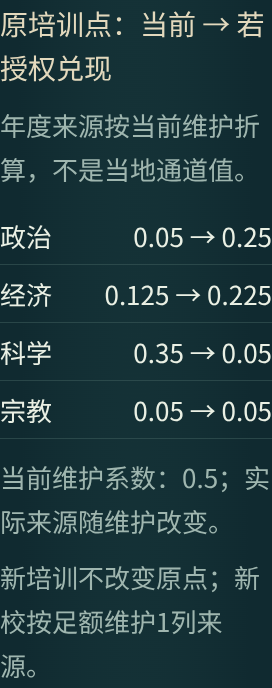 原培训点：当前 → 若
授权兑现
年度来源按当前维护折
算，不是当地通道值。
政治 0.05 → 0.25
经济 0.125 → 0.225
科学 0.35 → 0.05
宗教 0.05 → 0.05
当前维护系数：0.5；实
际来源随维护改变。
新培训不改变原点；新
校按足额维护1列来
源。